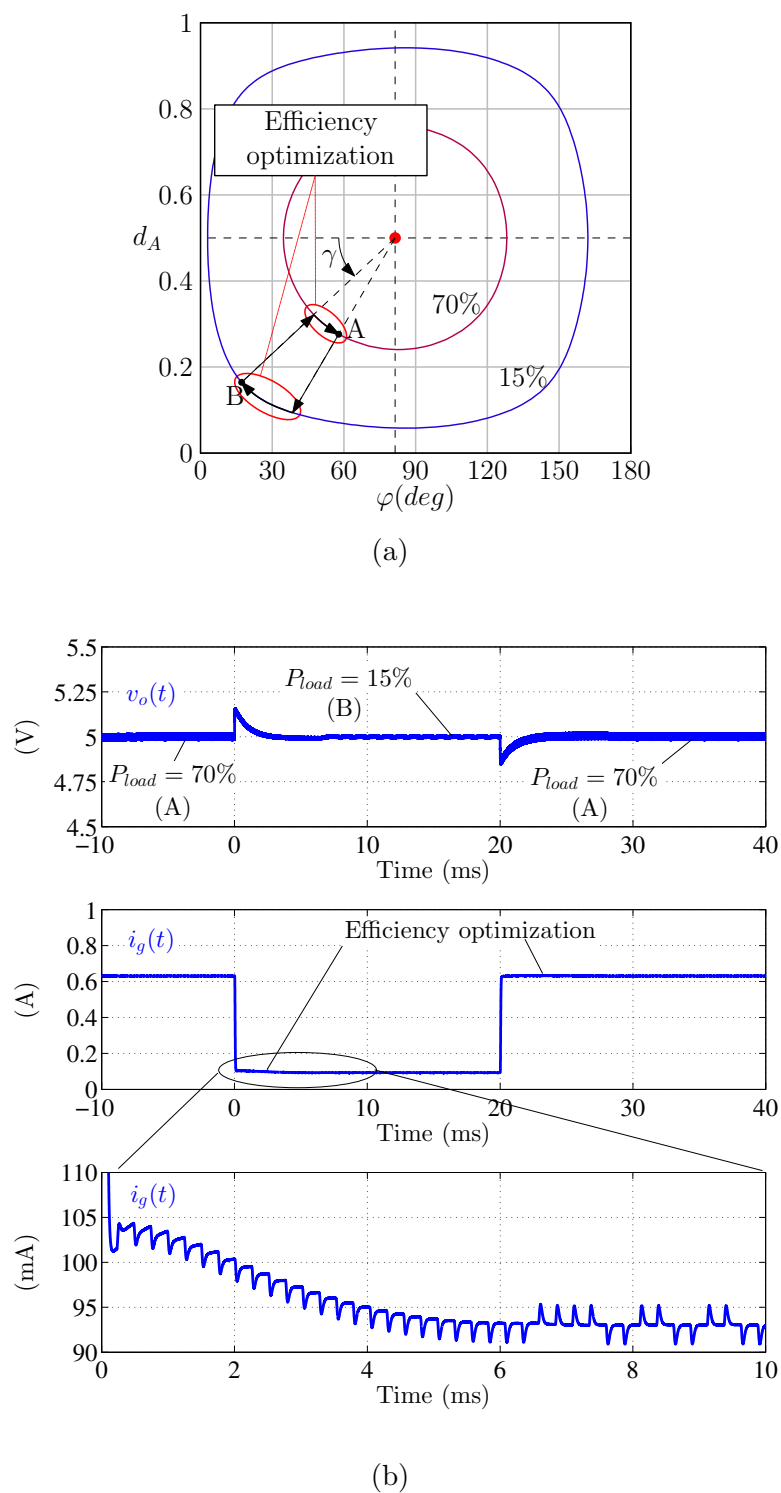 1
0.8
0.6
0.4
0.2
0
d_A
Efficiency
optimization
γ
A
B
70%
15%
0 30 60 90 120 150 180
φ(deg)
(a)
5.5
5.25
5
4.75
4.5
(V)
v_o(t)
P_load = 15%
(B)
P_load = 70%
(A)
P_load = 70%
(A)
−10 0 10 20 30 40
Time (ms)
1
0.8
0.6
0.4
0.2
0
(A)
i_g(t)
Efficiency optimization
−10 0 10 20 30 40
Time (ms)
110
105
100
95
90
(mA)
i_g(t)
0 2 4 6 8 10
Time (ms)
(b)